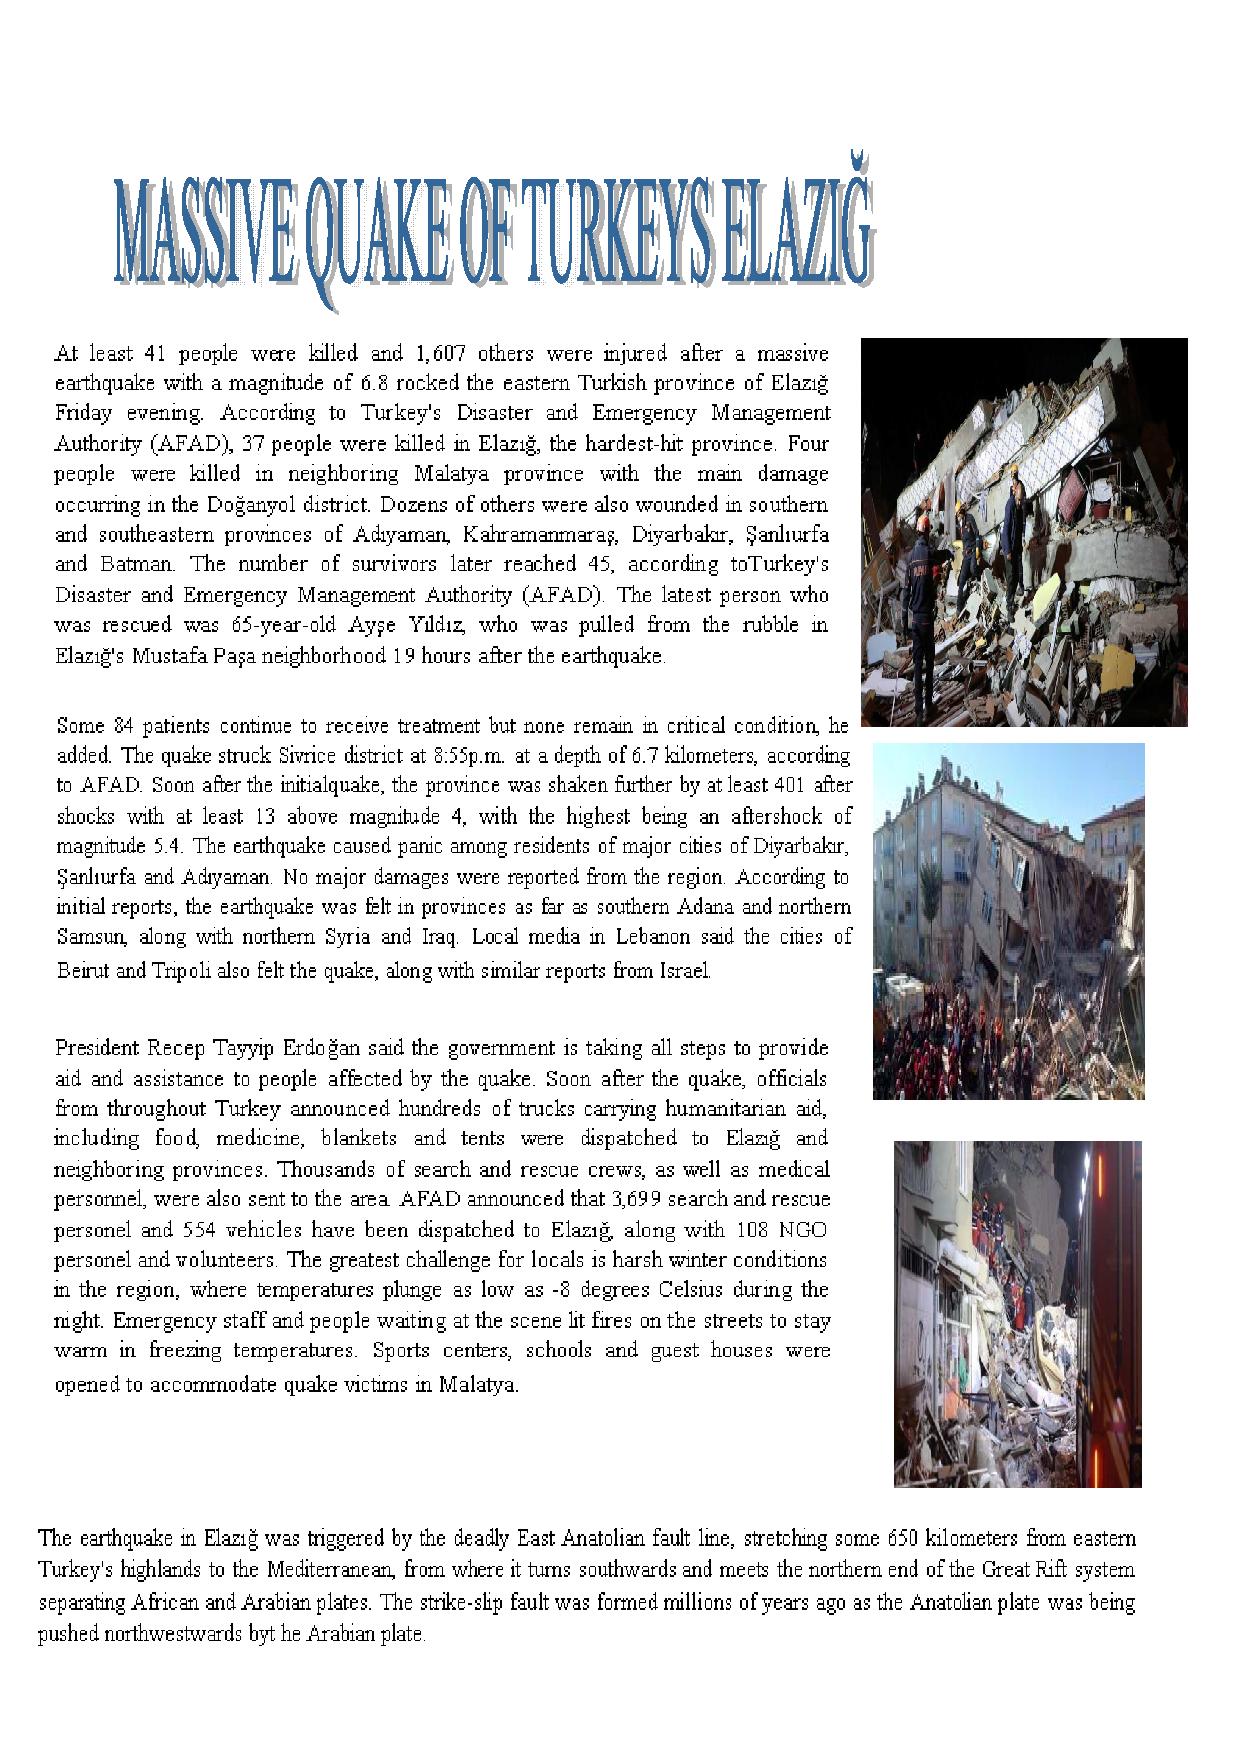 MASSIVE QUAKE OF TURKEYS ELAZIĞ
At least 41 people were killed and 1,607 others were injured after a massive
earthquake with a magnitude of 6.8 rocked the eastern Turkish province of Elazığ
Friday evening. According to Turkey's Disaster and Emergency Management
Authority (AFAD), 37 people were killed in Elazığ, the hardest-hit province. Four
people were killed in neighboring Malatya province with the main damage
occurring in the Doğanyol district. Dozens of others were also wounded in southern
and southeastern provinces of Adıyaman, Kahramanmaraş, Diyarbakır, Şanlıurfa
and Batman. The number of survivors later reached 45, according toTurkey's
Disaster and Emergency Management Authority (AFAD). The latest person who
was rescued was 65-year-old Ayşe Yıldız, who was pulled from the rubble in
Elazığ's Mustafa Paşa neighborhood 19 hours after the earthquake.
Some 84 patients continue to receive treatment but none remain in critical condition, he
added. The quake struck Sivrice district at 8:55p.m. at a depth of 6.7 kilometers, according
to AFAD. Soon after the initialquake, the province was shaken further by at least 401 after
shocks with at least 13 above magnitude 4, with the highest being an aftershock of
magnitude 5.4. The earthquake caused panic among residents of major cities of Diyarbakır,
Şanlıurfa and Adıyaman. No major damages were reported from the region. According to
initial reports, the earthquake was felt in provinces as far as southern Adana and northern
Samsun, along with northern Syria and Iraq. Local media in Lebanon said the cities of
Beirut and Tripoli also felt the quake, along with similar reports from Israel.
President Recep Tayyip Erdoğan said the government is taking all steps to provide
aid and assistance to people affected by the quake. Soon after the quake, officials
from throughout Turkey announced hundreds of trucks carrying humanitarian aid,
including food, medicine, blankets and tents were dispatched to Elazığ and
neighboring provinces. Thousands of search and rescue crews, as well as medical
personnel, were also sent to the area. AFAD announced that 3,699 search and rescue
personel and 554 vehicles have been dispatched to Elazığ, along with 108 NGO
personel and volunteers. The greatest challenge for locals is harsh winter conditions
in the region, where temperatures plunge as low as -8 degrees Celsius during the
night. Emergency staff and people waiting at the scene lit fires on the streets to stay
warm in freezing temperatures. Sports centers, schools and guest houses were
opened to accommodate quake victims in Malatya.
The earthquake in Elazığ was triggered by the deadly East Anatolian fault line, stretching some 650 kilometers from eastern
Turkey's highlands to the Mediterranean, from where it turns southwards and meets the northern end of the Great Rift system
separating African and Arabian plates. The strike-slip fault was formed millions of years ago as the Anatolian plate was being
pushed northwestwards byt he Arabian plate.